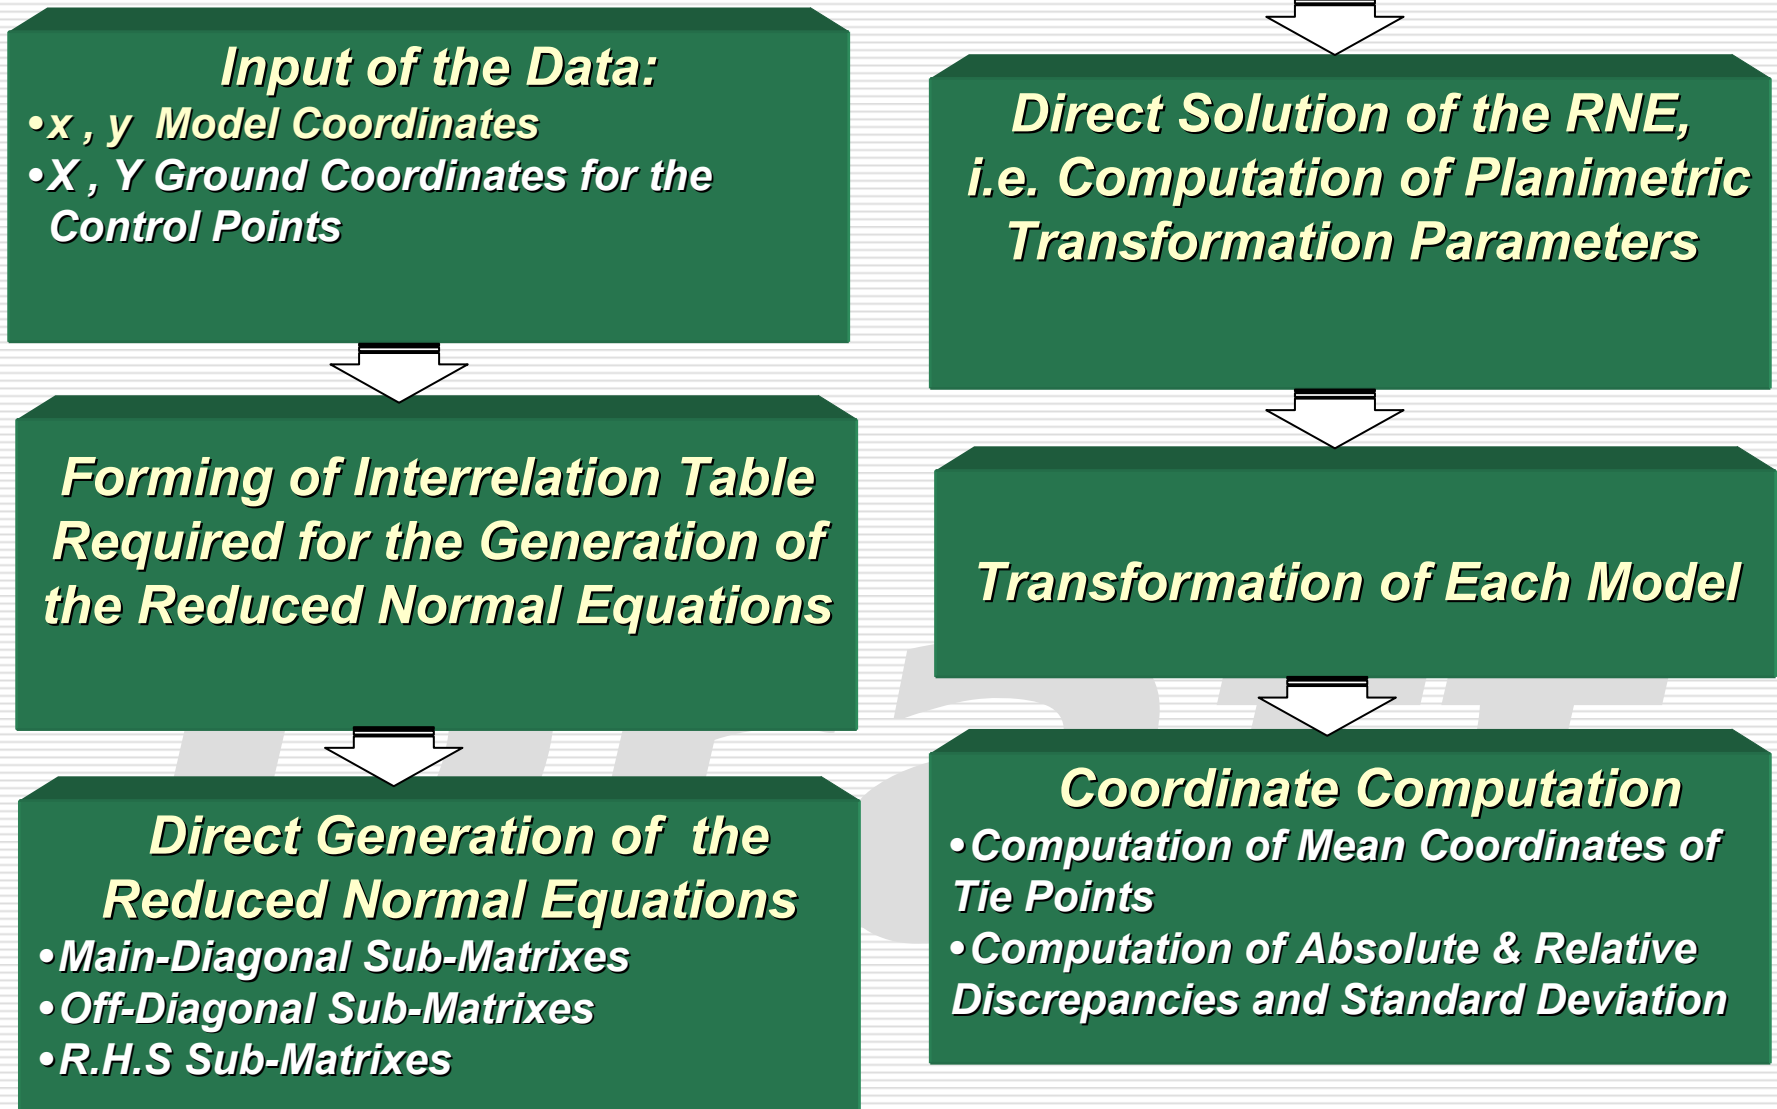 Input of the Data:
•x , y Model Coordinates
•X , Y Ground Coordinates for the
Control Points
Forming of Interrelation Table
Required for the Generation of
the Reduced Normal Equations
Direct Generation of the
Reduced Normal Equations
•Main-Diagonal Sub-Matrixes
•Off-Diagonal Sub-Matrixes
•R.H.S Sub-Matrixes
Direct Solution of the RNE,
i.e. Computation of Planimetric
Transformation Parameters
Transformation of Each Model
Coordinate Computation
•Computation of Mean Coordinates of
Tie Points
•Computation of Absolute & Relative
Discrepancies and Standard Deviation